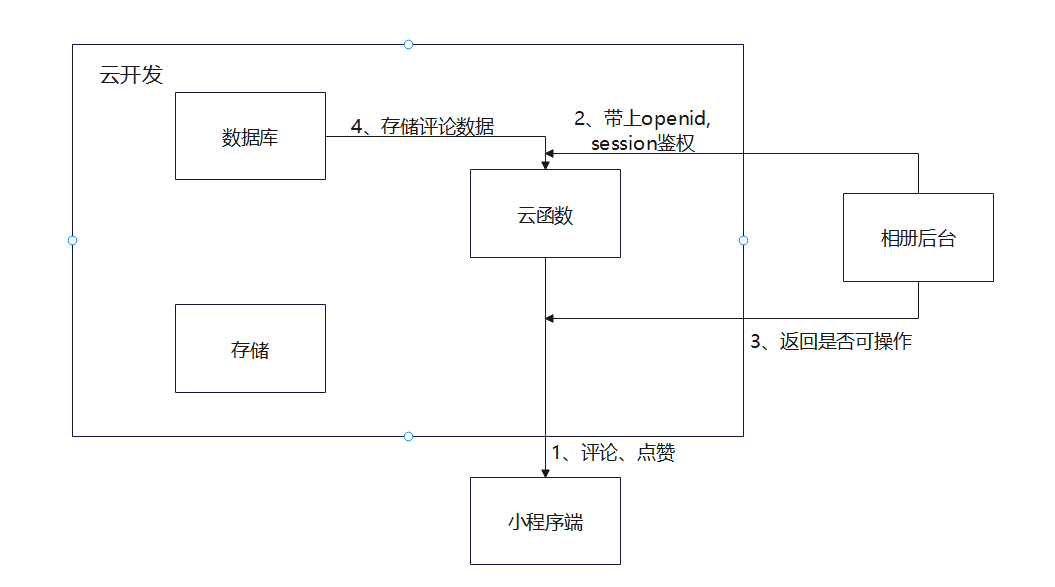 云开发
数据库
4、存储评论数据
2、带上openid,
session鉴权
云函数
相册后台
存储
3、返回是否可操作
1、评论、点赞
小程序端